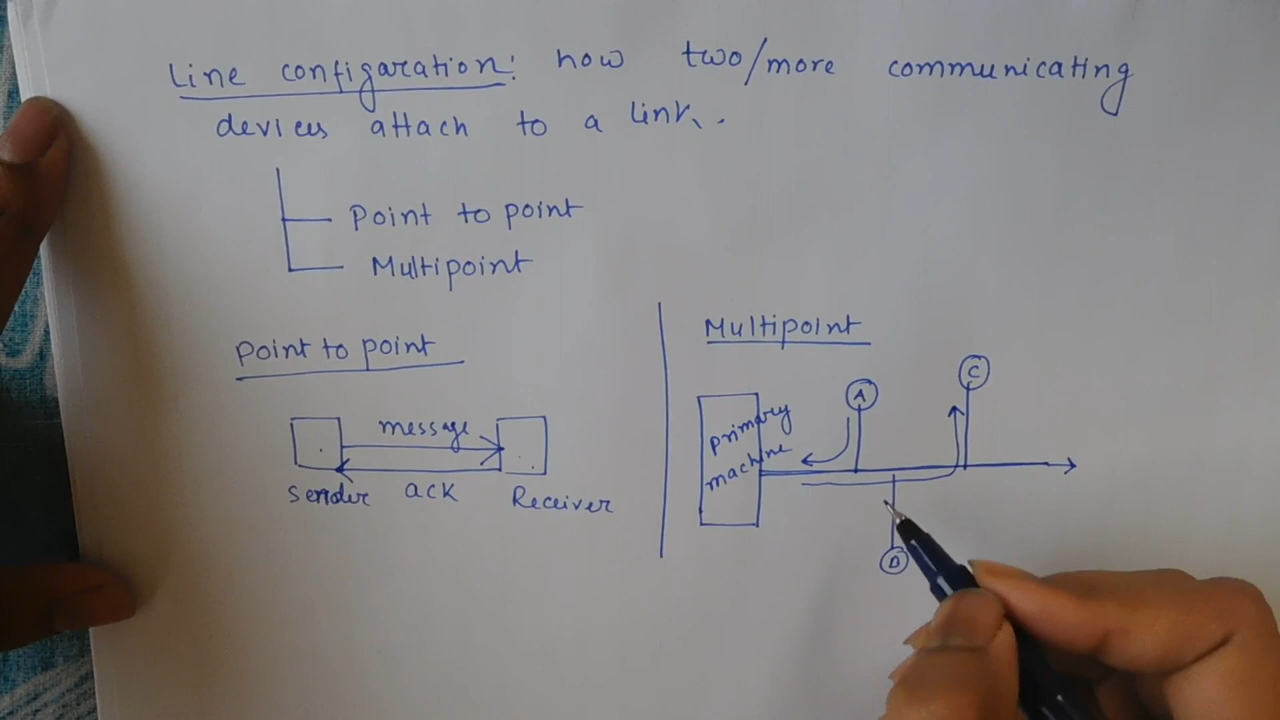 Line configaration: how two/more communicating
devices attach to a link.
Point to point
Multipoint
Point to point
message
sender ack Receiver
Multipoint
primary
machine
A
C
B